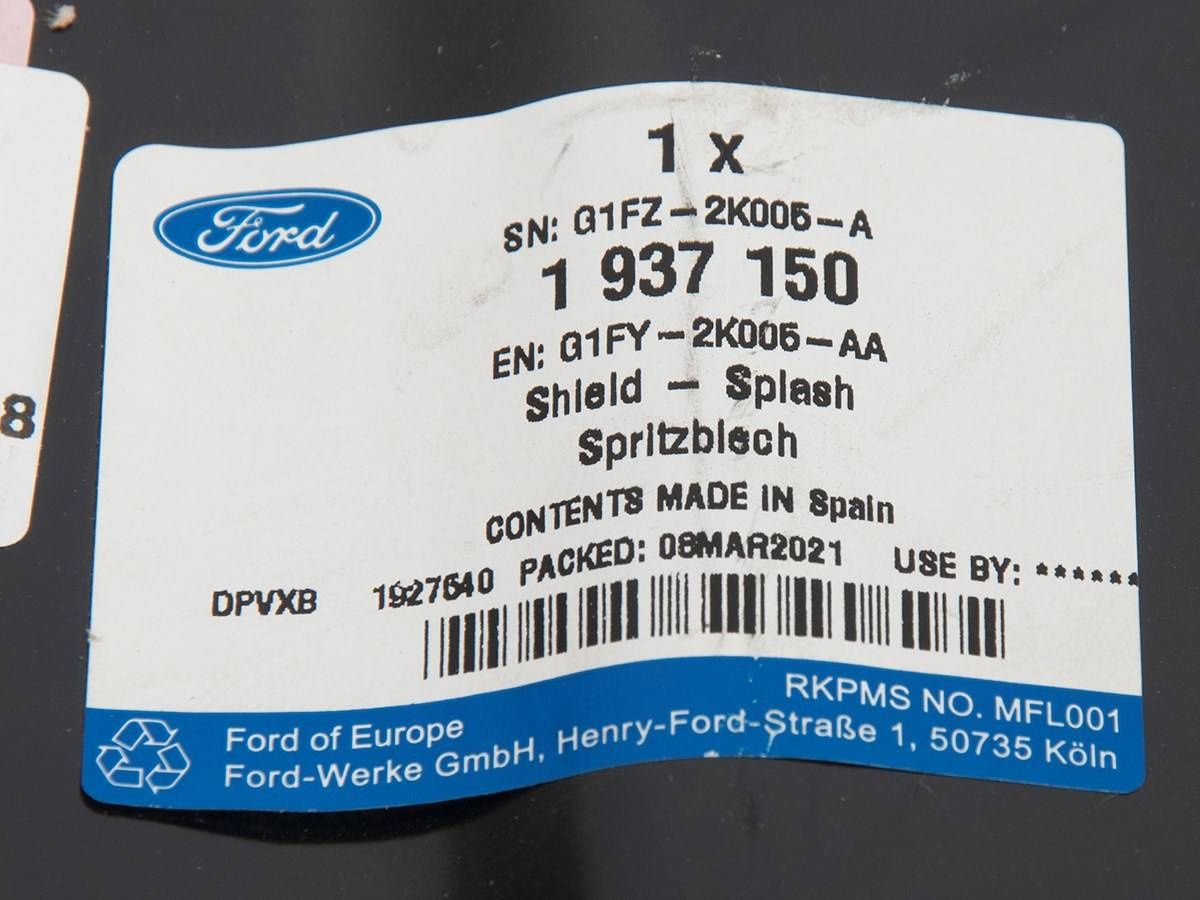 1 x
Ford
SN: G1FZ-2K005-A
1 937 150
EN: G1FY-2K005-AA
Shield - Splash
Spritzblech
CONTENTS MADE IN Spain
DPVXB 1927640 PACKED: 08MAR2021 USE BY: ******
RKPMS NO. MFL001
Ford of Europe
Ford-Werke GmbH, Henry-Ford-Straße 1, 50735 Köln
8